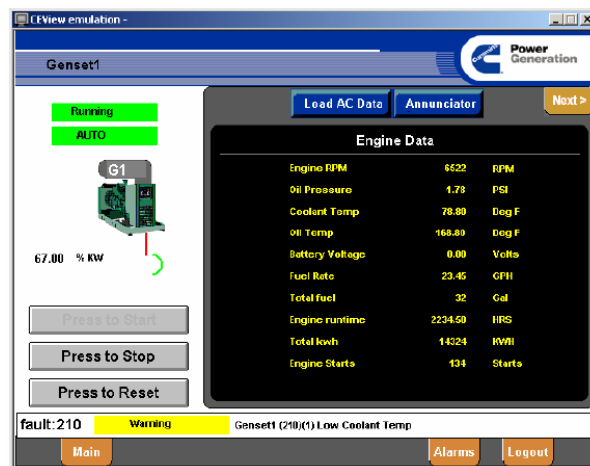 CEView emulation -
Genset1
Power
Generation
Running
AUTO
G1
67.00 % KW
Press to Start
Press to Stop
Press to Reset
Load AC Data
Annunciator
Next >
Engine Data
Engine RPM 6522 RPM
Oil Pressure 1.78 PSI
Coolant Temp 78.80 Deg F
Oil Temp 168.80 Deg F
Battery Voltage 0.00 Volts
Fuel Rate 23.45 GPH
Total fuel 32 Gal
Engine runtime 2234.50 HRS
Total kwh 14324 KWH
Engine Starts 134 Starts
fault:210 Warning Genset1 (210)(1) Low Coolant Temp
Main
Alarms
Logout